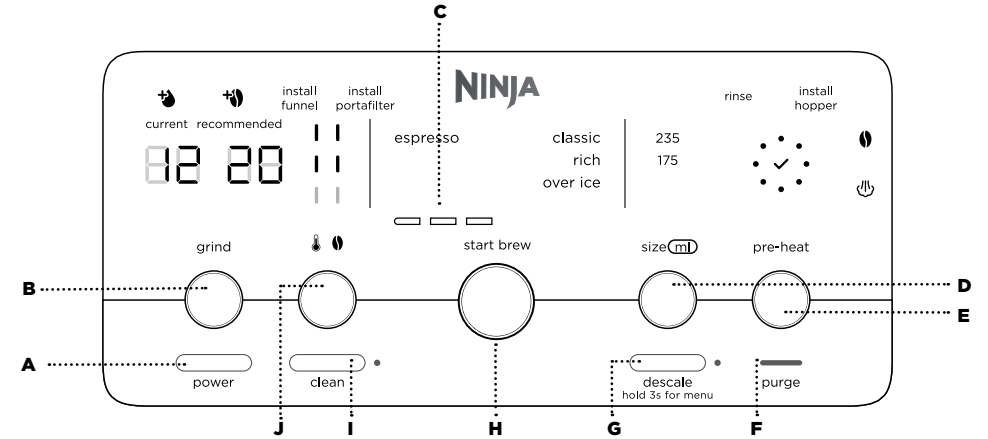 C
NINJA
install
funnel
install
portafilter
rinse
install
hopper
current recommended
12 20
espresso
classic
rich
over ice
235
175
grind
start brew
size ml
pre-heat
B
D
E
A
power
clean
descale
hold 3s for menu
purge
J
I
H
G
F